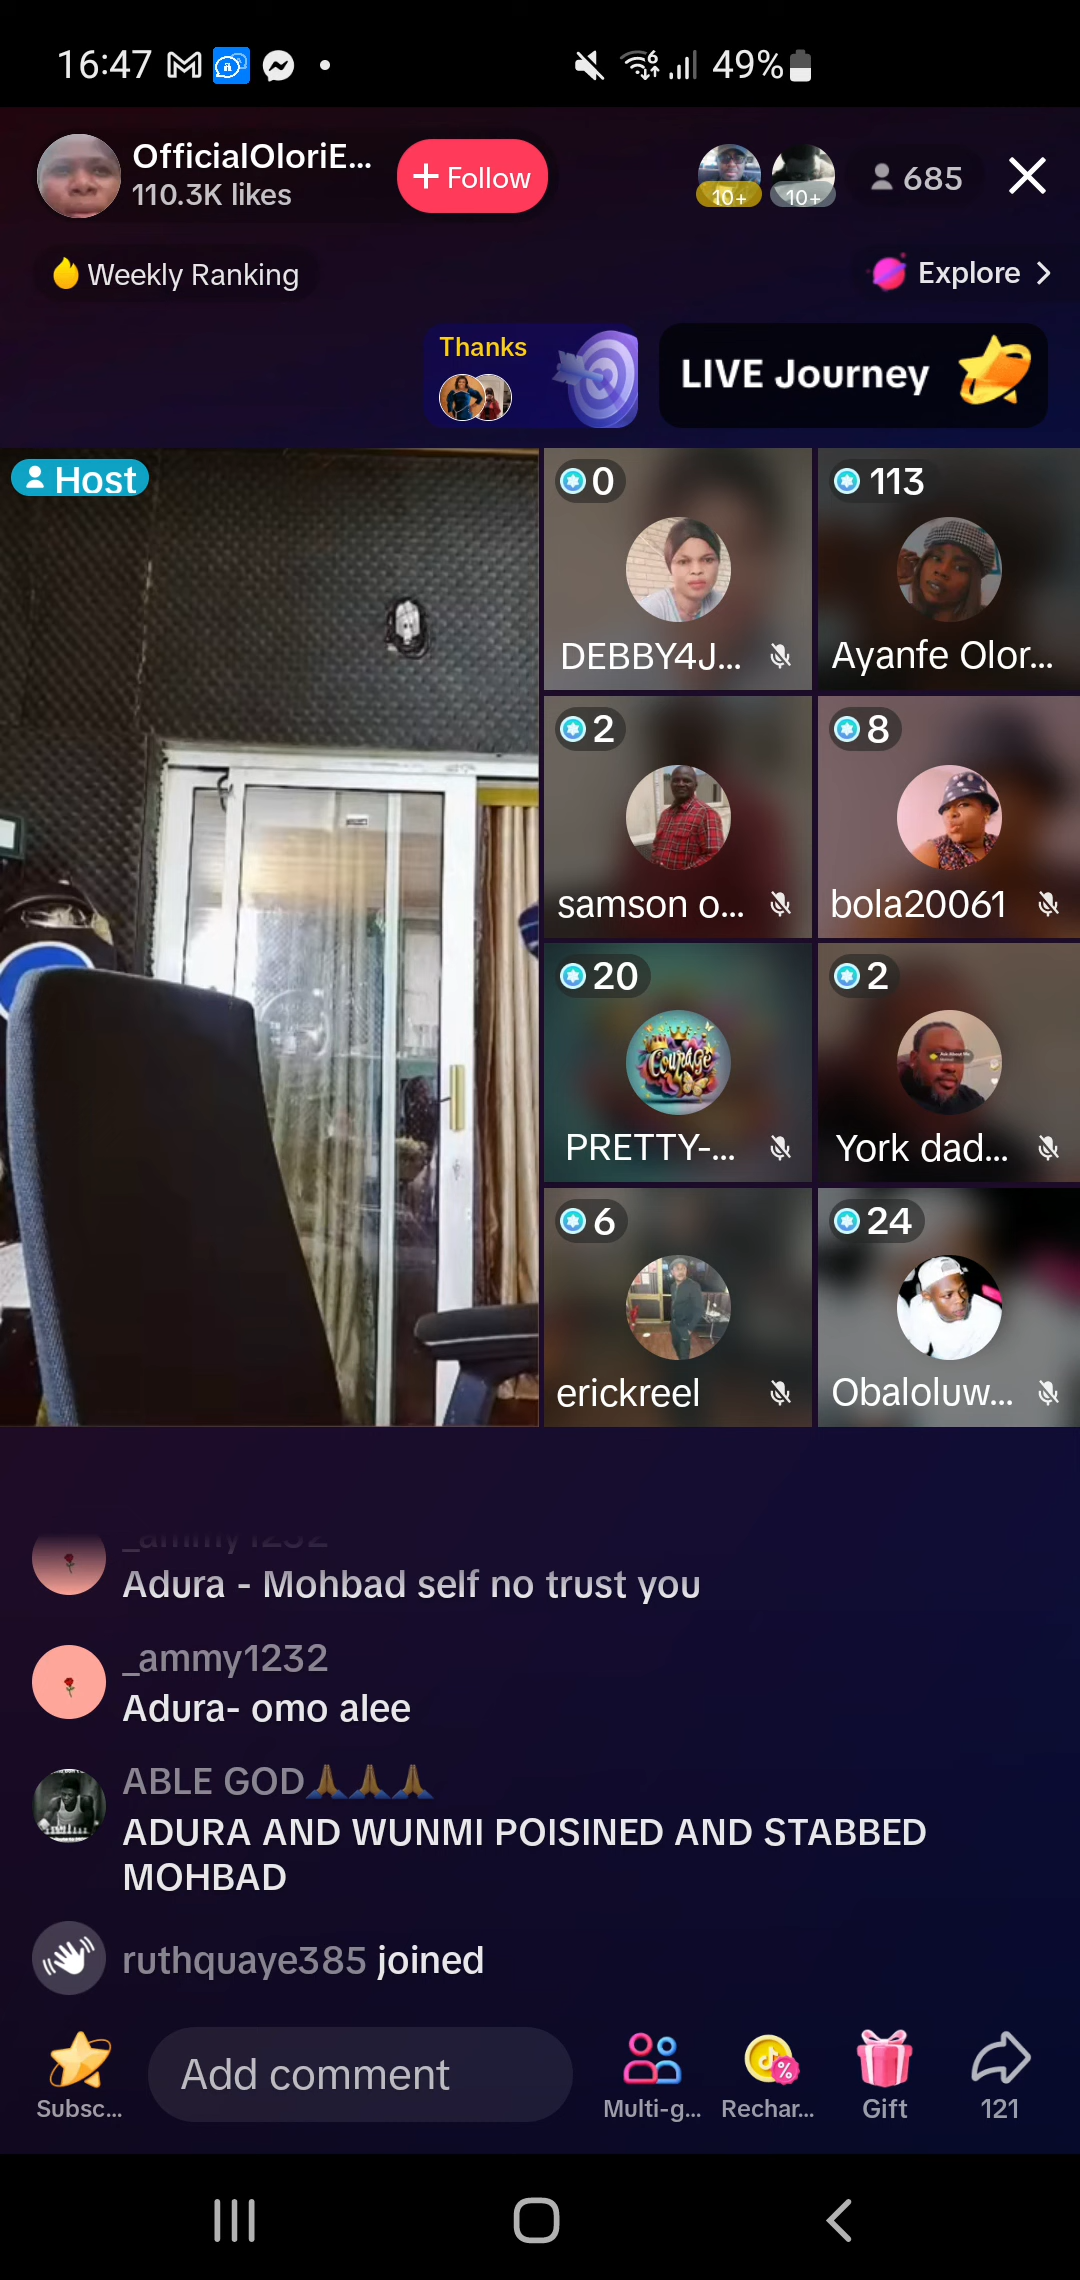 16:47
49%
OfficialOloriE...
110.3K likes
+ Follow
10+
10+
685
Weekly Ranking
Explore
Thanks
LIVE Journey
Host
0
113
DEBBY4J...
Ayanfe Olor...
2
8
samson o...
bola20061
20
2
Courage
PRETTY-...
York dad...
6
24
erickreel
Obaloluw...
_ammy1232
Adura - Mohbad self no trust you
_ammy1232
Adura- omo alee
ABLE GOD🙏🙏🙏
ADURA AND WUNMI POISINED AND STABBED
MOHBAD
ruthquaye385 joined
Subsc...
Add comment
Multi-g...
Rechar...
Gift
121